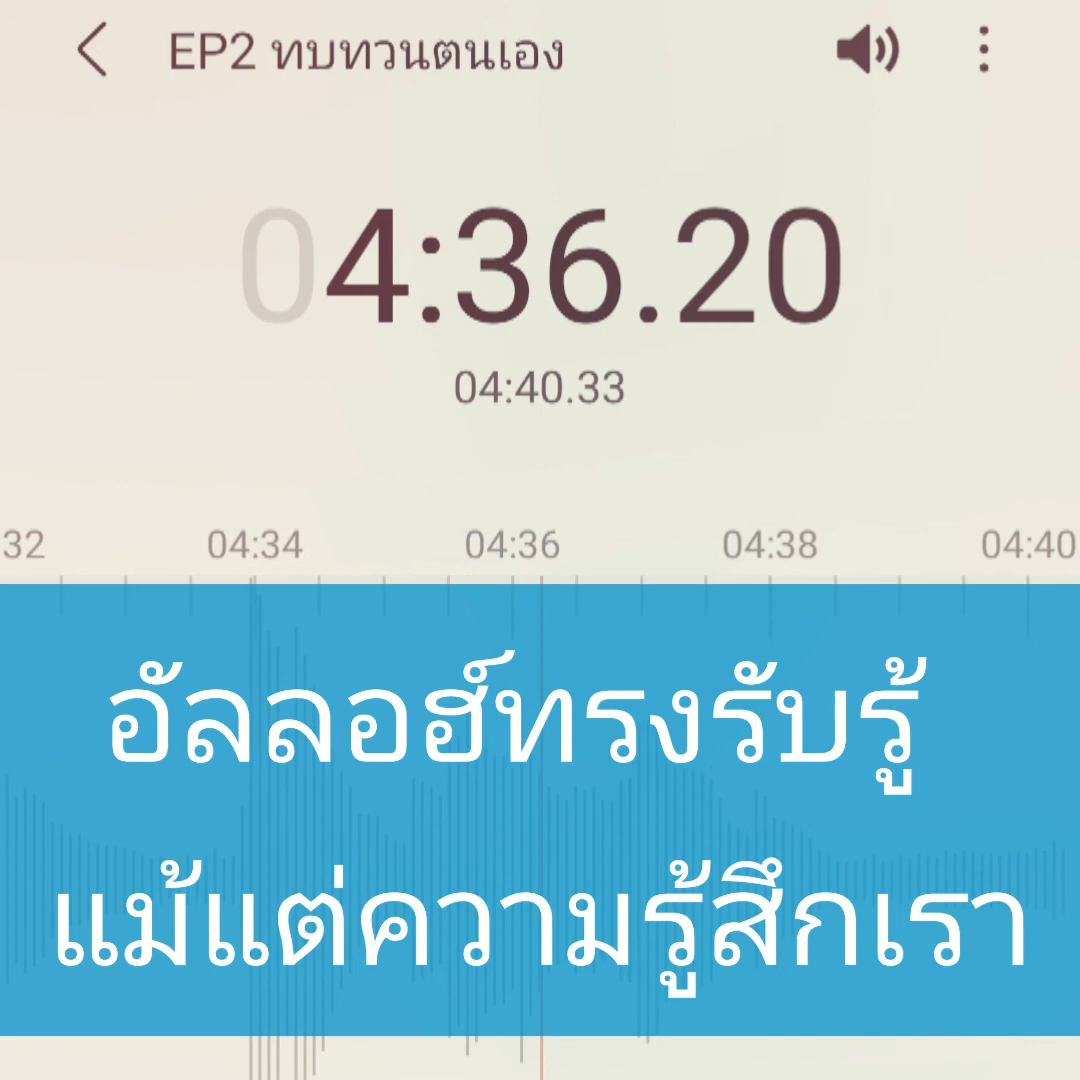 EP2 ทบทวนตนเอง
04:36.20
04:40.33
32 04:34 04:36 04:38 04:40
อัลลอฮ์ทรงรับรู้
แม้แต่ความรู้สึกเรา